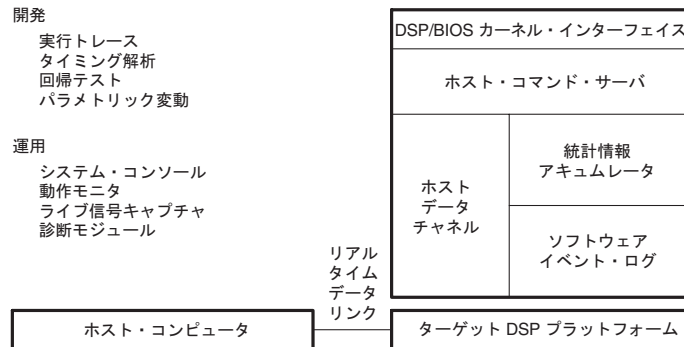 開発
実行トレース
タイミング解析
回帰テスト
パラメトリック変動
運用
システム・コンソール
動作モニタ
ライブ信号キャプチャ
診断モジュール
DSP/BIOS カーネル・インターフェイス
ホスト・コマンド・サーバ
ホスト
データ
チャネル
統計情報
アキュムレータ
ソフトウェア
イベント・ログ
リアル
タイム
データ
リンク
ホスト・コンピュータ
ターゲット DSP プラットフォーム